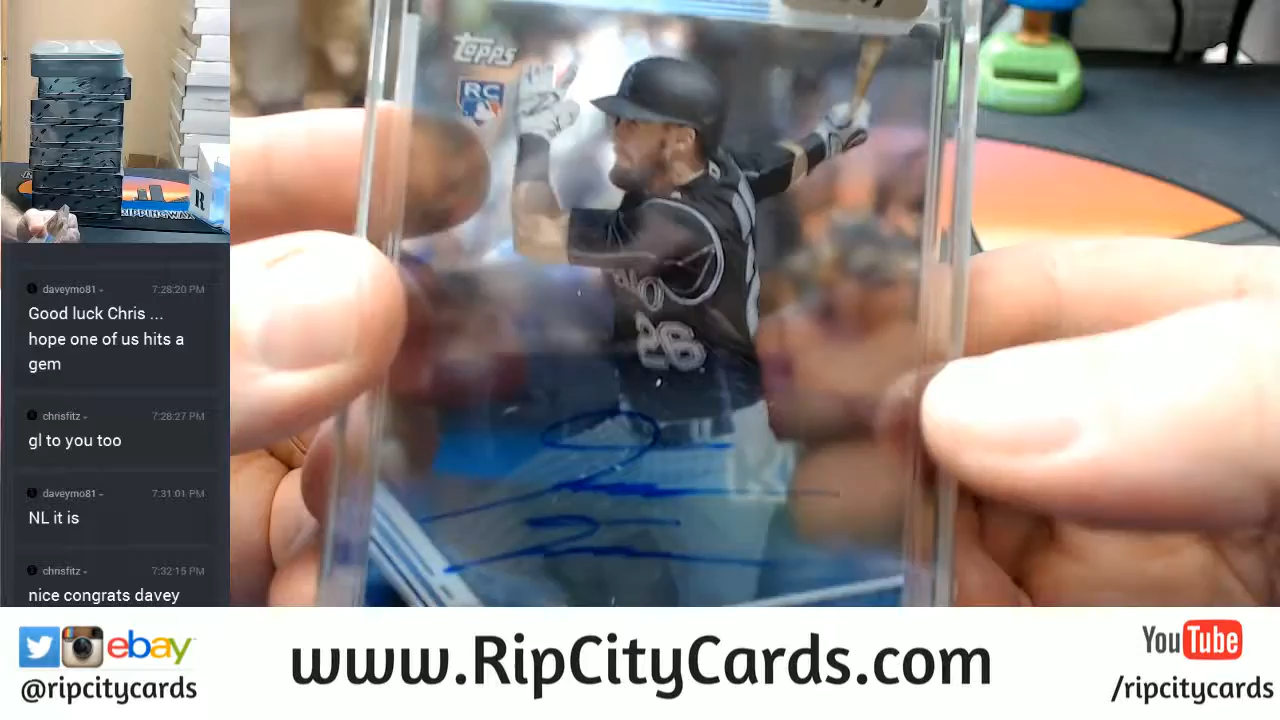 Topps
RC
26
RIPPINGWAX
R
daveymo81
7:28:20 PM
Good luck Chris ...
hope one of us hits a
gem
chrisfitz
7:28:27 PM
gl to you too
daveymo81
7:31:01 PM
NL it is
chrisfitz
7:32:15 PM
nice congrats davey
ebay
@ripcitycards
www.RipCityCards.com
YouTube
/ripcitycards